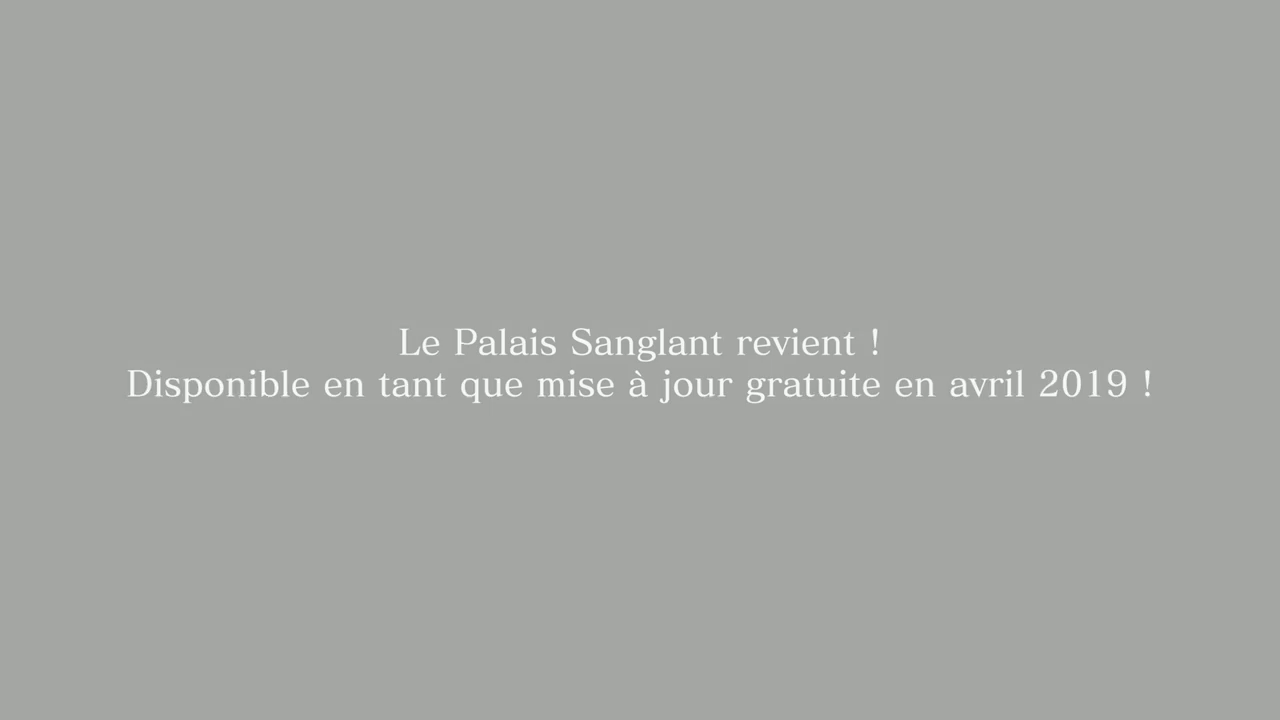 Le Palais Sanglant revient !
Disponible en tant que mise à jour gratuite en avril 2019 !